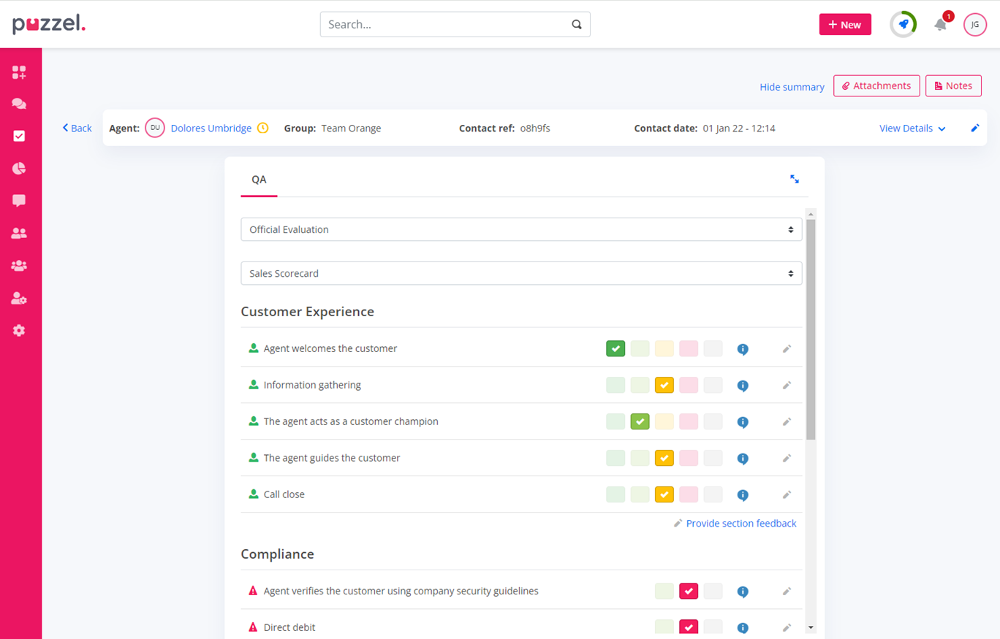 puzzel.
Search...
+ New
1
JG
Hide summary
Attachments
Notes
Back
Agent: DU Dolores Umbridge
Group: Team Orange
Contact ref: o8h9fs
Contact date: 01 Jan 22 - 12:14
View Details
QA
Official Evaluation
Sales Scorecard
Customer Experience
Agent welcomes the customer
Information gathering
The agent acts as a customer champion
The agent guides the customer
Call close
Provide section feedback
Compliance
Agent verifies the customer using company security guidelines
Direct debit